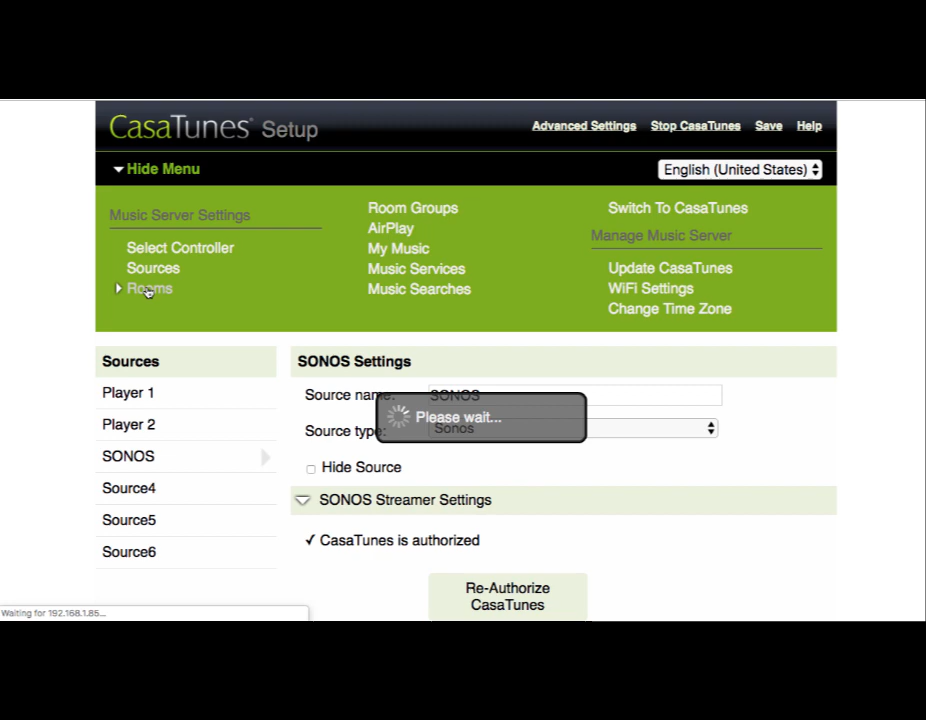 CasaTunes® Setup
Advanced Settings Stop CasaTunes Save Help
Hide Menu
English (United States)
Music Server Settings
Select Controller
Sources
Rooms
Room Groups
AirPlay
My Music
Music Services
Music Searches
Switch To CasaTunes
Manage Music Server
Update CasaTunes
WiFi Settings
Change Time Zone
Sources
Player 1
Player 2
SONOS
Source4
Source5
Source6
SONOS Settings
Source name: SONOS
Please wait...
Source type: Sonos
Hide Source
SONOS Streamer Settings
✓ CasaTunes is authorized
Re-Authorize
CasaTunes
Waiting for 192.168.1.85...